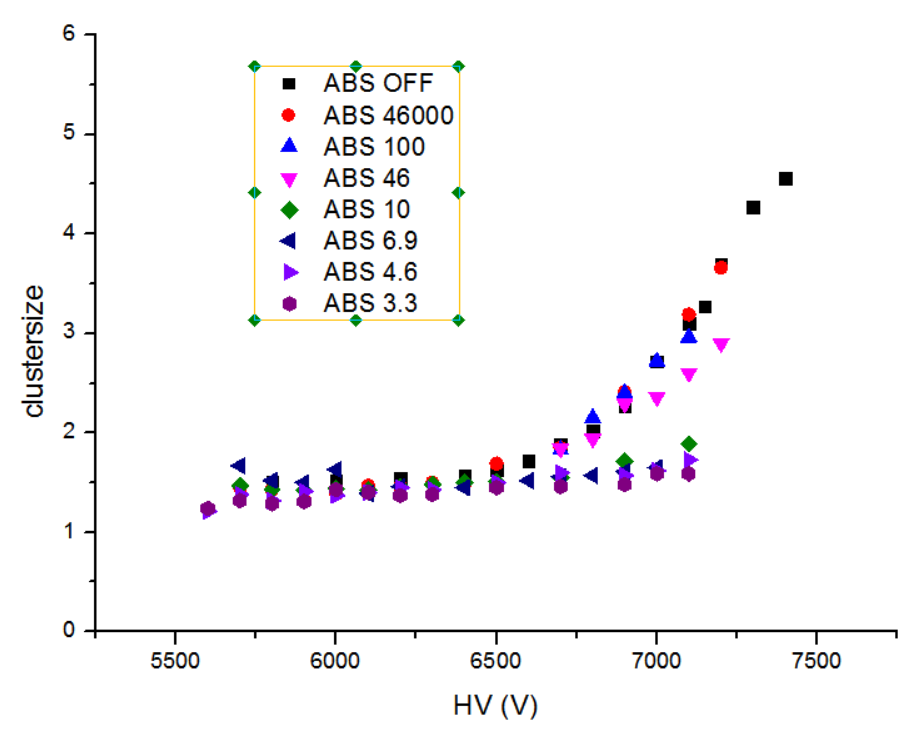 6
ABS OFF
ABS 46000
5
ABS 100
ABS 46
ABS 10
4
ABS 6.9
ABS 4.6
ABS 3.3
3
clustersize
2
1
0
5500 6000 6500 7000 7500
HV (V)